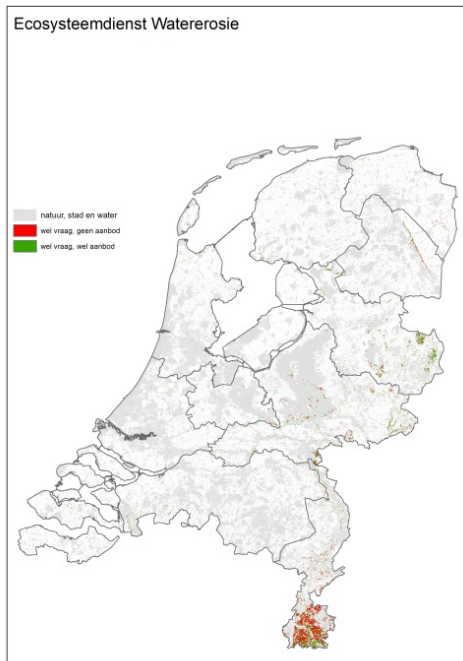 Ecosysteemdienst Watererosie
natuur, stad en water
wel vraag, geen aanbod
wel vraag, wel aanbod